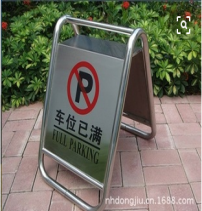 P
车位已满
FULL PARKING
nhdongjiu.cn.1688.com